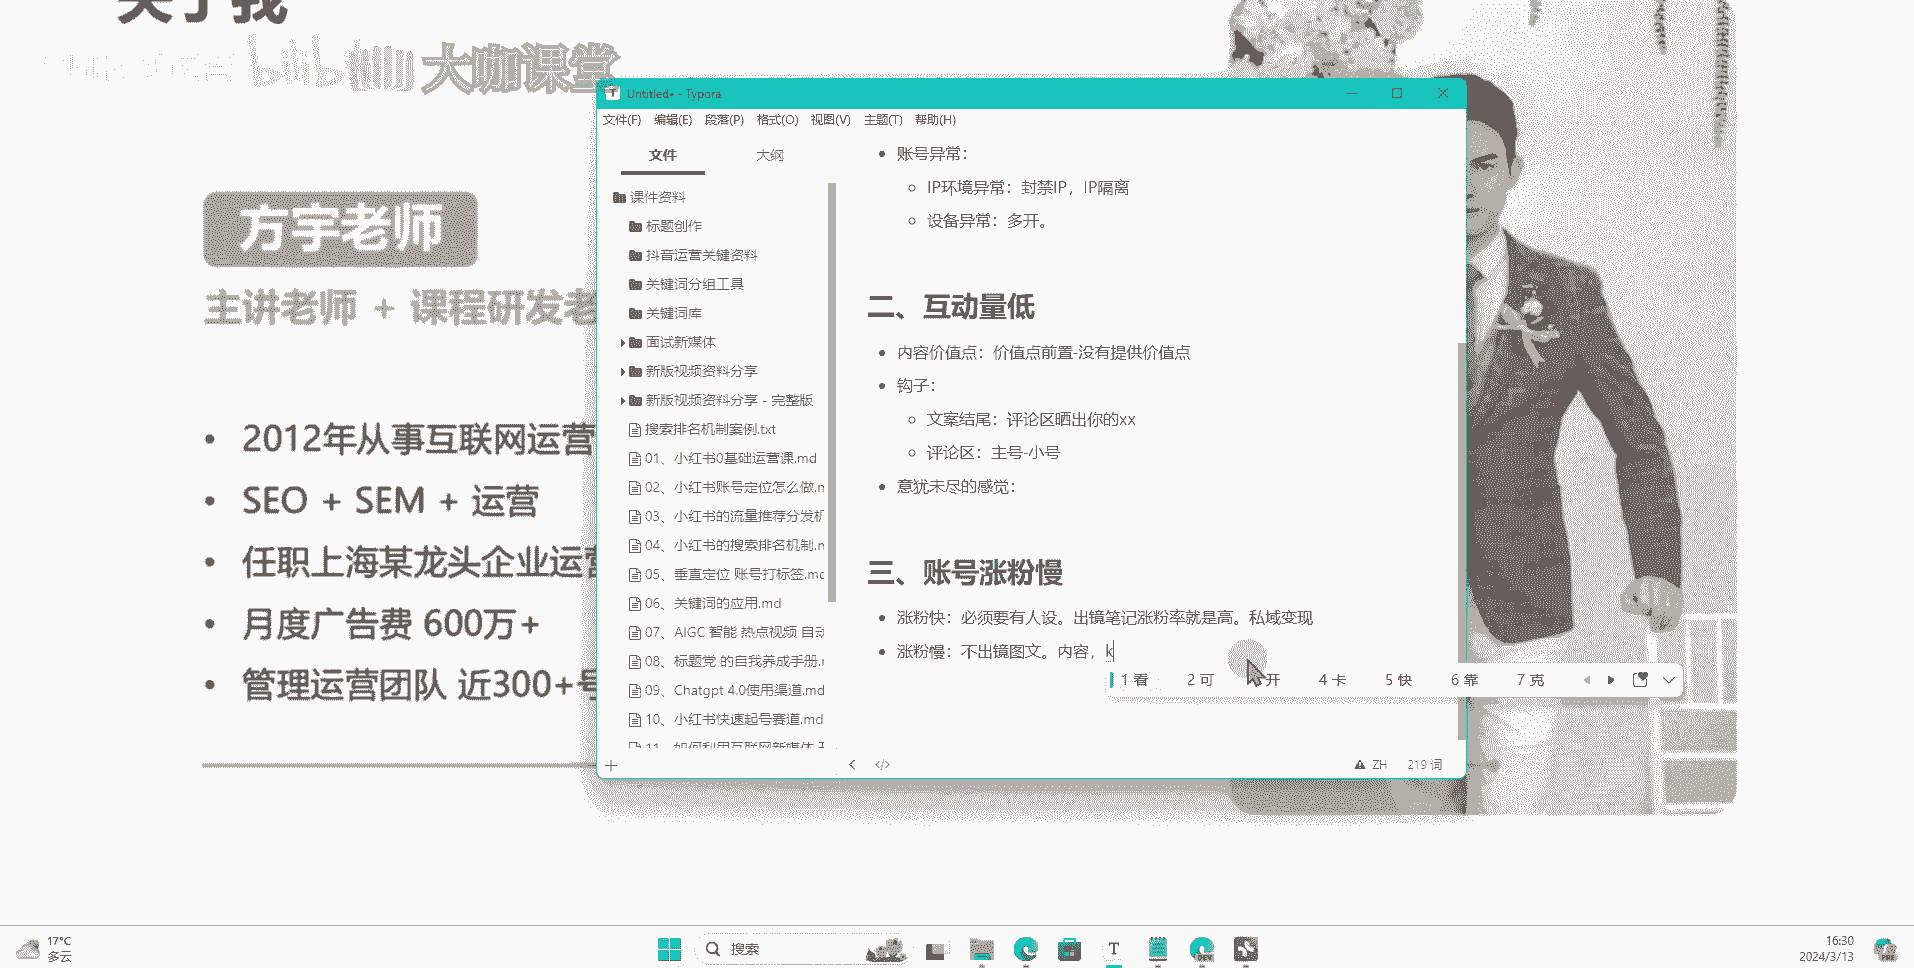 关于我
bilibili 大咖课堂
方宇老师
主讲老师 + 课程研发老
2012年从事互联网运营
SEO + SEM + 运营
任职上海某龙头企业运营
月度广告费 600万+
管理运营团队 近300+号
Untitled• - Typora
文件(F) 编辑(E) 段落(P) 格式(O) 视图(V) 主题(T) 帮助(H)
文件 大纲
课件资料
标题创作
抖音运营关键资料
关键词分组工具
关键词库
面试新媒体
新版视频资料分享
新版视频资料分享 - 完整版
搜索排名机制案例.txt
01、小红书0基础运营课.md
02、小红书账号定位怎么做.m
03、小红书的流量推荐分发机
04、小红书的搜索排名机制.m
05、垂直定位 账号打标签.md
06、关键词的应用.md
07、AIGC 智能 热点视频 自动
08、标题党 的自我养成手册.m
09、Chatgpt 4.0使用渠道.md
10、小红书快速起号赛道.md
11、如何利用互联网新媒体
账号异常：
IP环境异常：封禁IP，IP隔离
设备异常：多开。
二、互动量低
内容价值点：价值点前置-没有提供价值点
钩子：
文案结尾：评论区晒出你的xx
评论区：主号-小号
意犹未尽的感觉：
三、账号涨粉慢
涨粉快：必须要有人设。出镜笔记涨粉率就是高。私域变现
涨粉慢：不出镜图文。内容，k
1 看 2 可 开 4 卡 5 快 6 靠 7 克
ZH 219 词
17°C
多云
搜索
16:30
2024/3/13